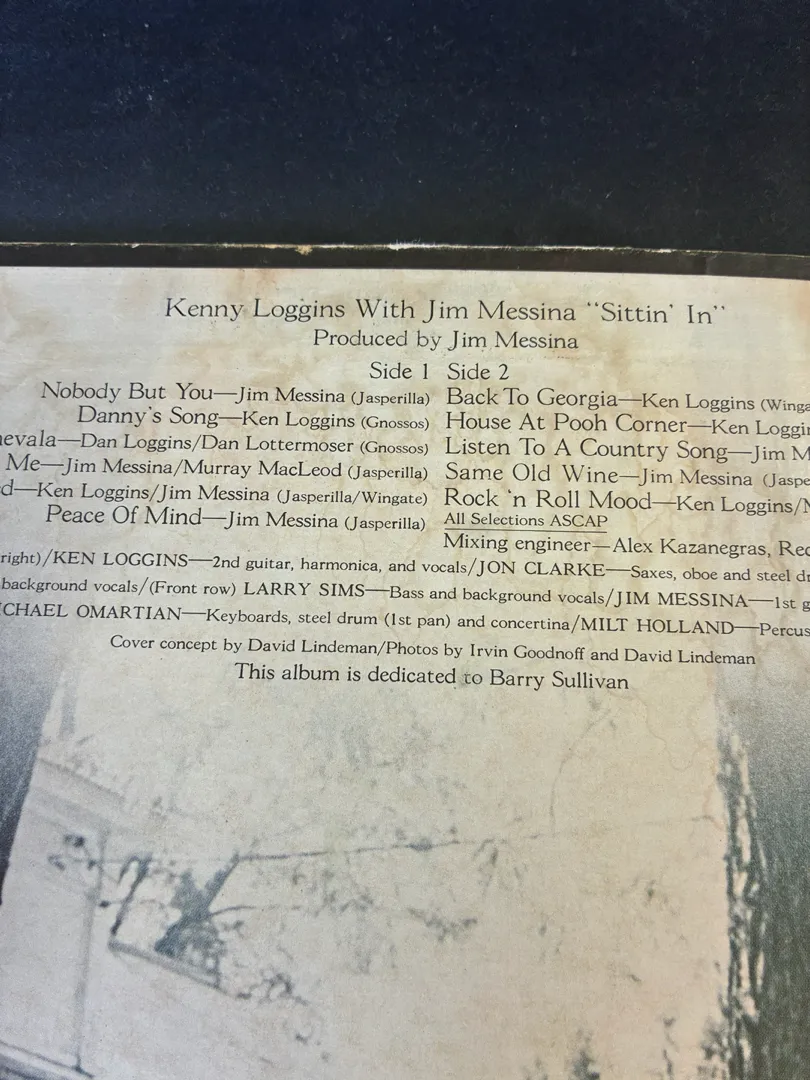 Kenny Loggins With Jim Messina "Sittin' In"
Produced by Jim Messina
Side 1 Side 2
Nobody But You—Jim Messina (Jasperilla)
Danny's Song—Ken Loggins (Gnossos)
evala—Dan Loggins/Dan Lottermoser (Gnossos)
Me—Jim Messina/Murray MacLeod (Jasperilla)
d—Ken Loggins/Jim Messina (Jasperilla/Wingate)
Peace Of Mind—Jim Messina (Jasperilla)
Back To Georgia—Ken Loggins (Winga
House At Pooh Corner—Ken Loggin
Listen To A Country Song—Jim M
Same Old Wine—Jim Messina (Jaspe
Rock 'n Roll Mood—Ken Loggins/
All Selections ASCAP
Mixing engineer—Alex Kazanegras, Rec
right)/KEN LOGGINS—2nd guitar, harmonica, and vocals/JON CLARKE—Saxes, oboe and steel dr
background vocals/(Front row) LARRY SIMS—Bass and background vocals/JIM MESSINA—1st g
CHAEL OMARTIAN—Keyboards, steel drum (1st pan) and concertina/MILT HOLLAND—Percus
Cover concept by David Lindeman/Photos by Irvin Goodnoff and David Lindeman
This album is dedicated to Barry Sullivan